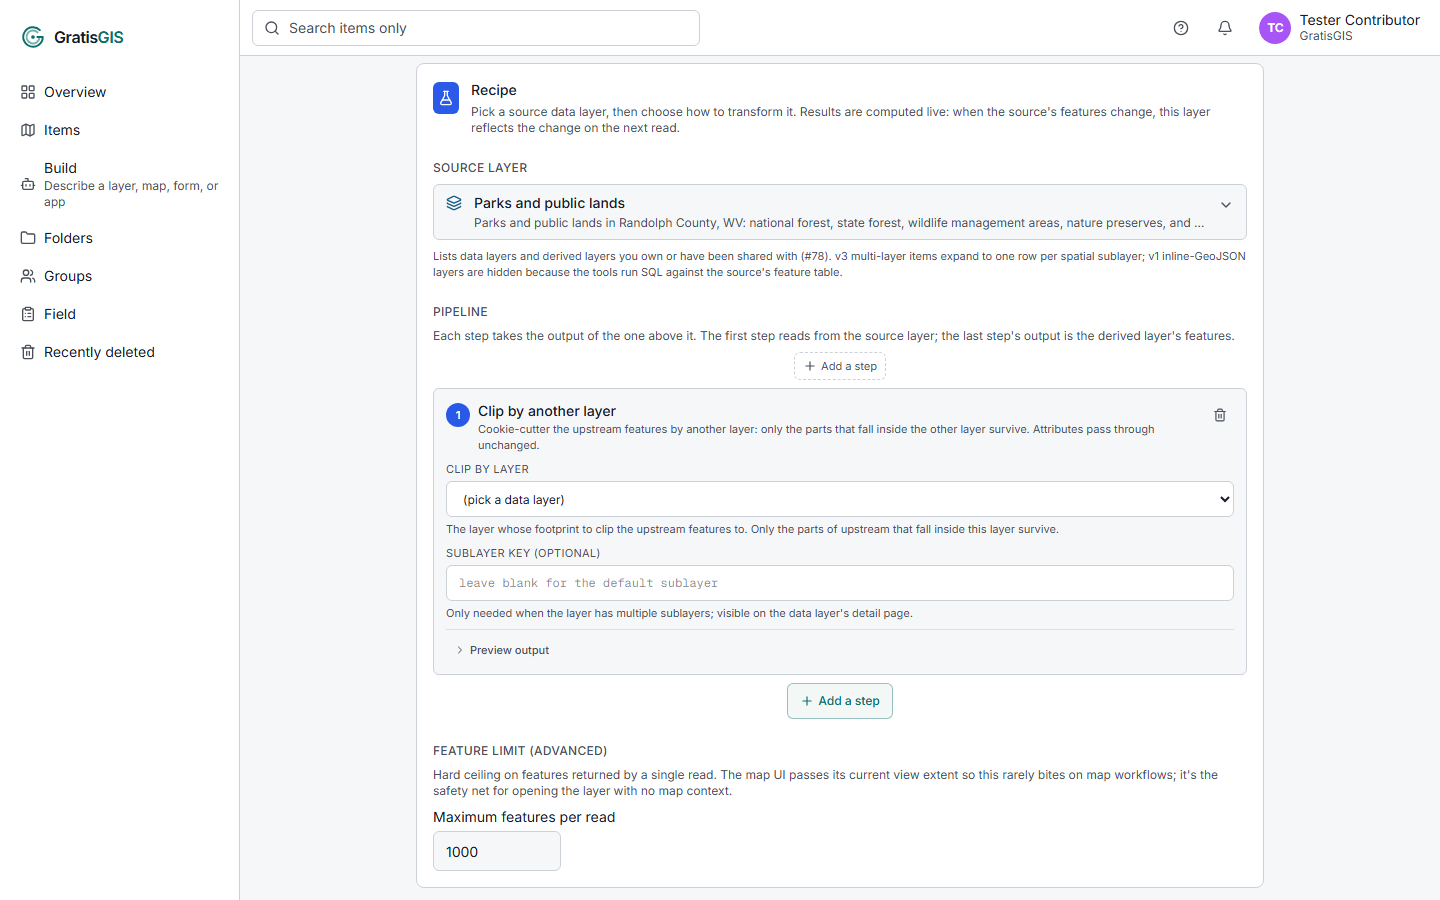 GratisGIS
Search items only
TC
Tester Contributor
GratisGIS
Overview
Items
Build
Describe a layer, map, form, or
app
Folders
Groups
Field
Recently deleted
Recipe
Pick a source data layer, then choose how to transform it. Results are computed live: when the source's features change, this layer
reflects the change on the next read.
SOURCE LAYER
Parks and public lands
Parks and public lands in Randolph County, WV: national forest, state forest, wildlife management areas, nature preserves, and ...
Lists data layers and derived layers you own or have been shared with (#78). v3 multi-layer items expand to one row per spatial sublayer; v1 inline-GeoJSON
layers are hidden because the tools run SQL against the source's feature table.
PIPELINE
Each step takes the output of the one above it. The first step reads from the source layer; the last step's output is the derived layer's features.
Add a step
1
Clip by another layer
Cookie-cutter the upstream features by another layer: only the parts that fall inside the other layer survive. Attributes pass through
unchanged.
CLIP BY LAYER
(pick a data layer)
The layer whose footprint to clip the upstream features to. Only the parts of upstream that fall inside this layer survive.
SUBLAYER KEY (OPTIONAL)
leave blank for the default sublayer
Only needed when the layer has multiple sublayers; visible on the data layer's detail page.
Preview output
Add a step
FEATURE LIMIT (ADVANCED)
Hard ceiling on features returned by a single read. The map UI passes its current view extent so this rarely bites on map workflows; it's the
safety net for opening the layer with no map context.
Maximum features per read
1000